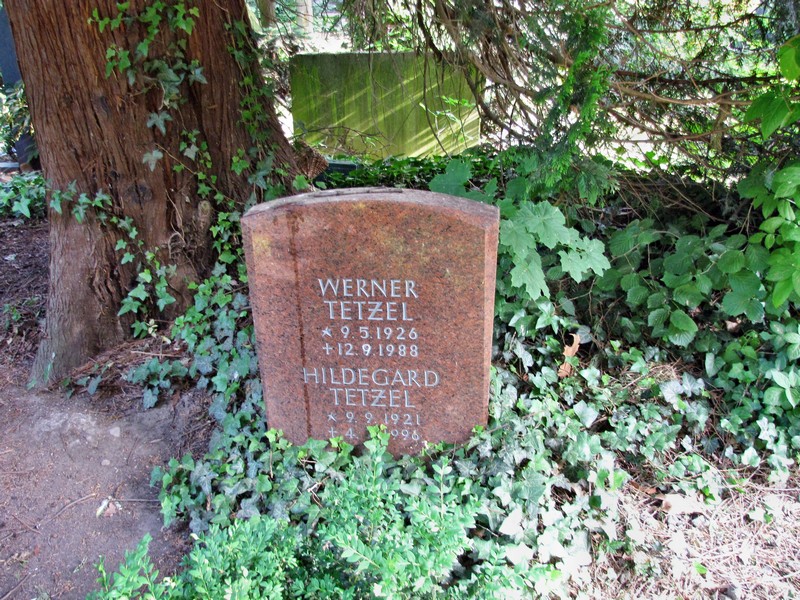 WERNER
TETZEL
* 9.5.1926
+ 12.9.1988
HILDEGARD
TETZEL
* 9.9.1921
+ 4. 1996